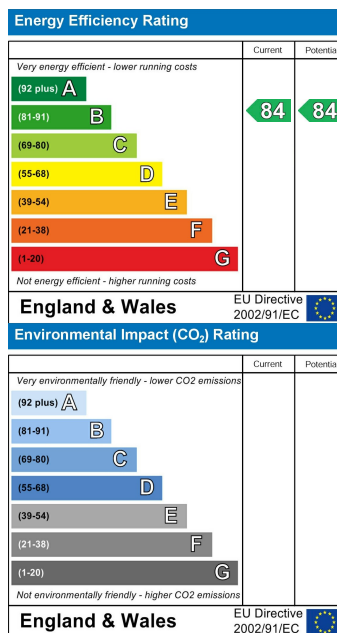 Energy Efficiency Rating
Current Potentia
Very energy efficient - lower running costs
(92 plus) A
(81-91) B 84 84
(69-80) C
(55-68) D
(39-54) E
(21-38) F
(1-20) G
Not energy efficient - higher running costs
England & Wales EU Directive 2002/91/EC
Environmental Impact (CO₂) Rating
Current Potentia
Very environmentally friendly - lower CO2 emissions
(92 plus) A
(81-91) B
(69-80) C
(55-68) D
(39-54) E
(21-38) F
(1-20) G
Not environmentally friendly - higher CO2 emissions
England & Wales EU Directive 2002/91/EC